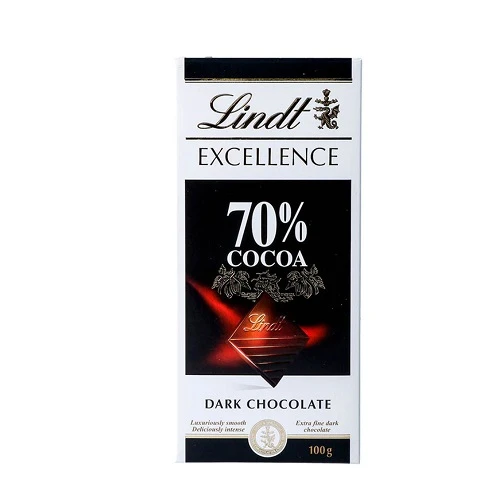 Lindt
EXCELLENCE
70%
COCOA
Lindt
DARK CHOCOLATE
Luxuriously smooth
Deliciously intense
Extra fine dark
chocolate
100g